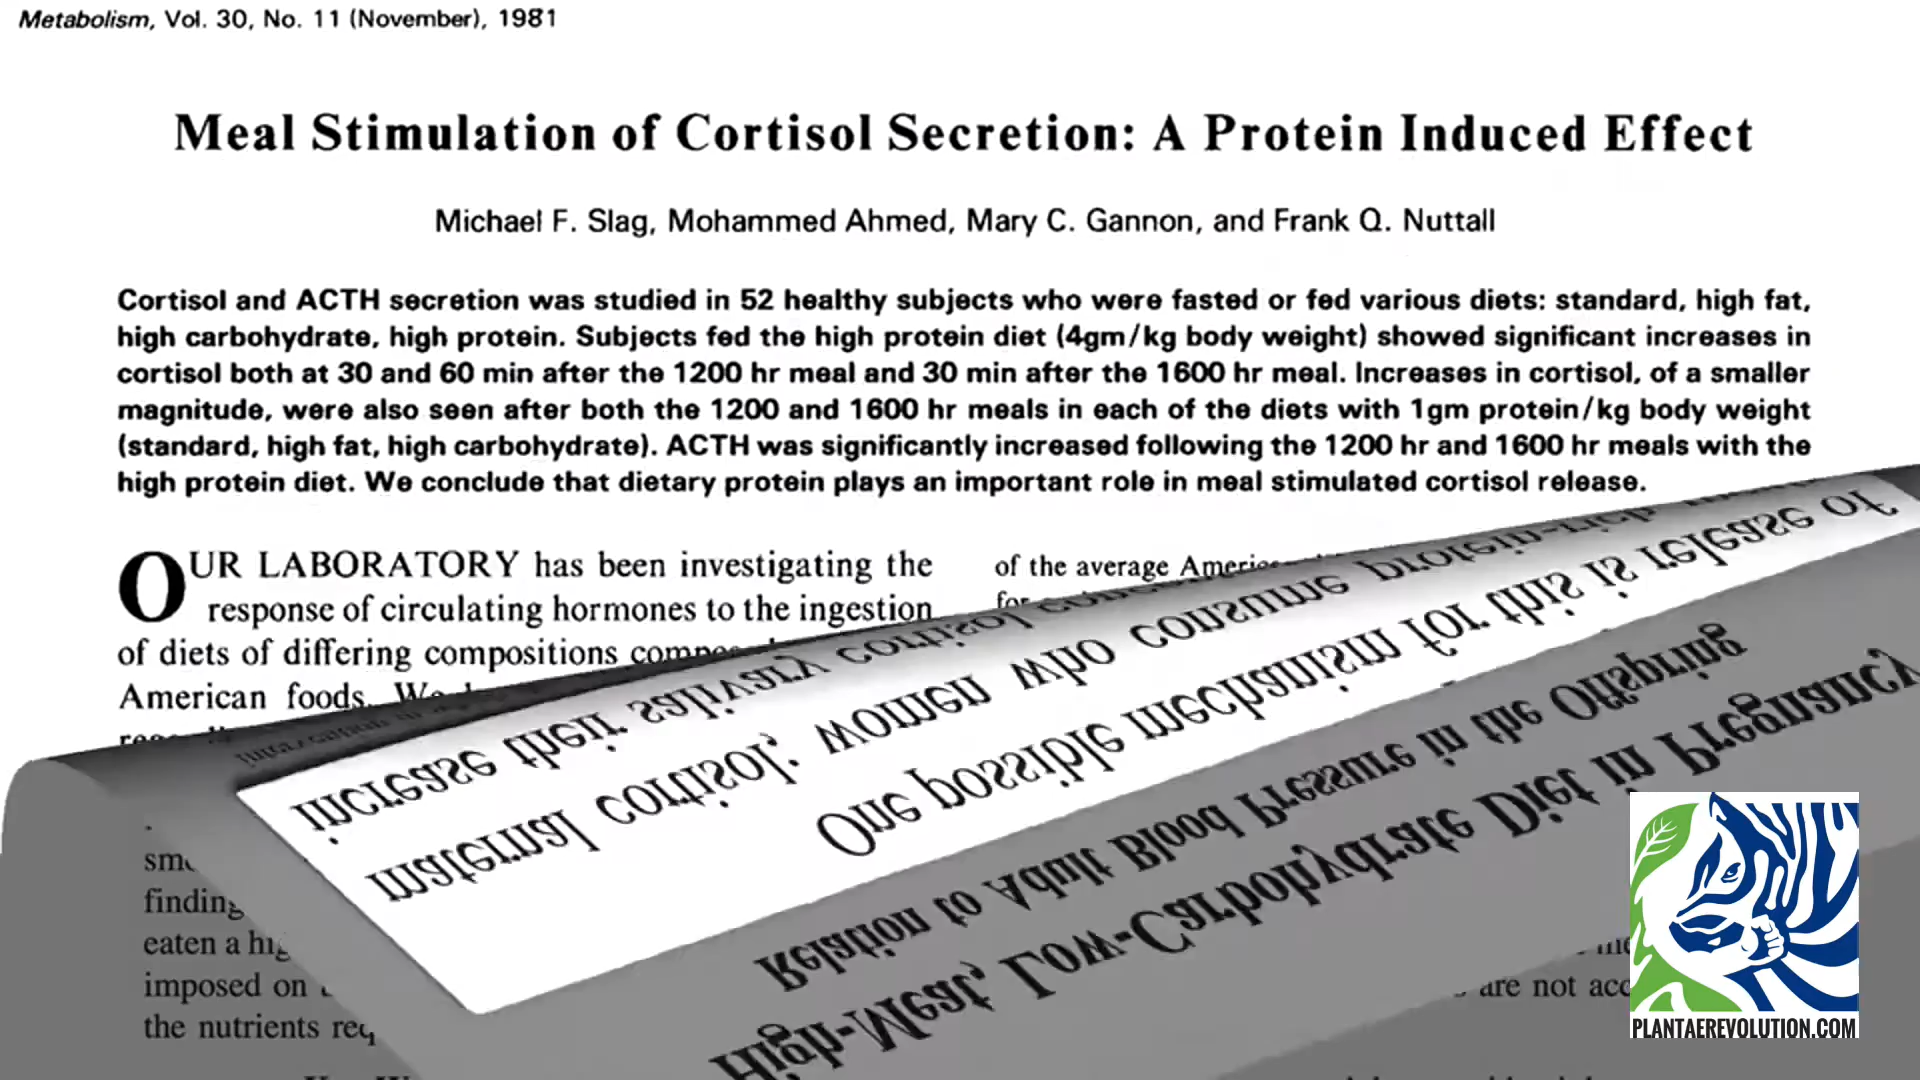 Metabolism, Vol. 30, No. 11 (November), 1981
Meal Stimulation of Cortisol Secretion: A Protein Induced Effect
Michael F. Slag, Mohammed Ahmed, Mary C. Gannon, and Frank Q. Nuttall
Cortisol and ACTH secretion was studied in 52 healthy subjects who were fasted or fed various diets: standard, high fat,
high carbohydrate, high protein. Subjects fed the high protein diet (4gm/kg body weight) showed significant increases in
cortisol both at 30 and 60 min after the 1200 hr meal and 30 min after the 1600 hr meal. Increases in cortisol, of a smaller
magnitude, were also seen after both the 1200 and 1600 hr meals in each of the diets with 1gm protein/kg body weight
(standard, high fat, high carbohydrate). ACTH was significantly increased following the 1200 hr and 1600 hr meals with the
high protein diet. We conclude that dietary protein plays an important role in meal stimulated cortisol release.
OUR LABORATORY has been investigating the
response of circulating hormones to the ingestion
of diets of differing compositions
American foods.
of the average
for
High-Meat, Low-Carbohydrate Diet in Pregnancy
Relation to Adult Blood Pressure in the Offspring
One possible mechanism for this is release of
maternal cortisol; women who consume protein-rich
increase their salivary cortisol
eaten a
imposed on
the nutrients
are not
PLANTAEREVOLUTION.COM